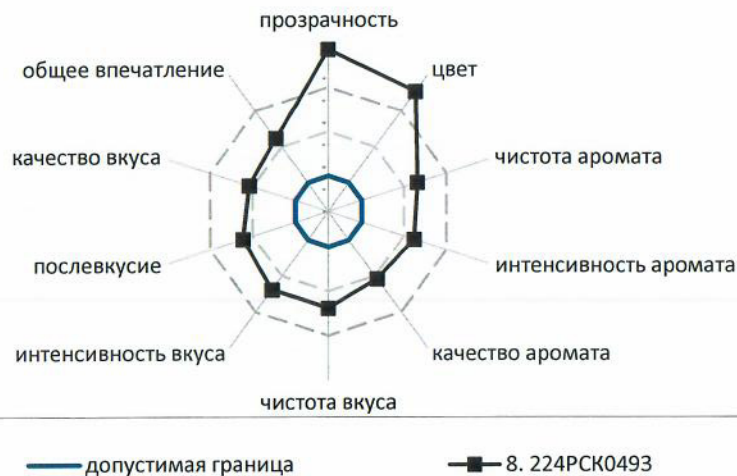 прозрачность
общее впечатление
цвет
качество вкуса
чистота аромата
послевкусие
интенсивность аромата
интенсивность вкуса
качество аромата
чистота вкуса
допустимая граница
8. 224РСК0493